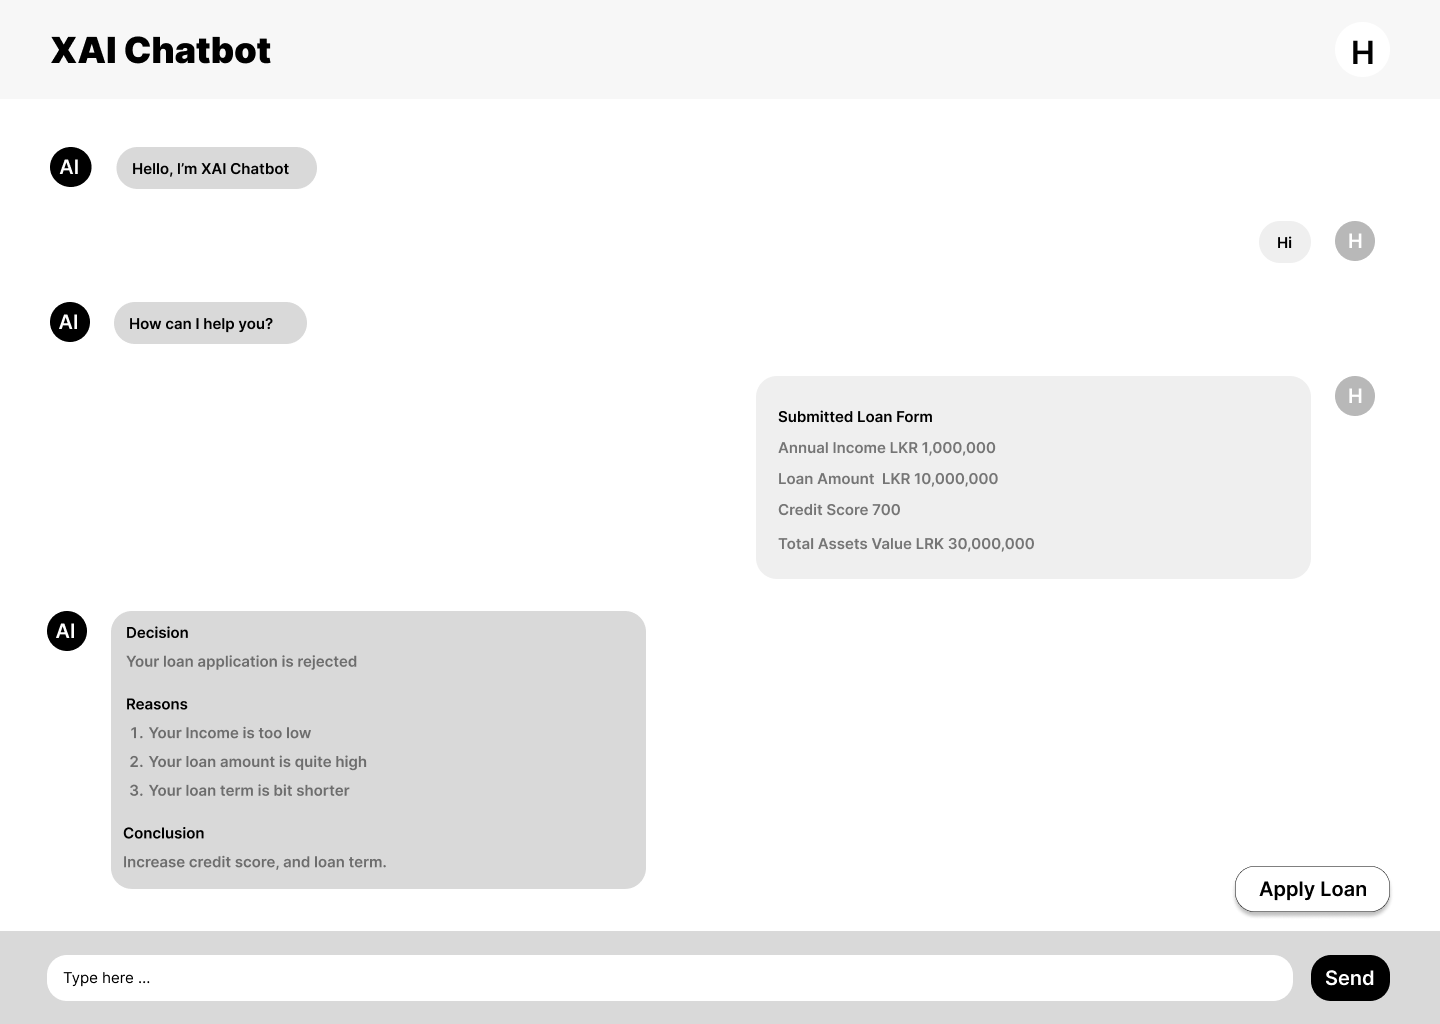 XAI Chatbot
H
AI
Hello, I'm XAI Chatbot
Hi
H
AI
How can I help you?
H
Submitted Loan Form
Annual Income LKR 1,000,000
Loan Amount  LKR 10,000,000
Credit Score 700
Total Assets Value LRK 30,000,000
AI
Decision
Your loan application is rejected
Reasons
1. Your Income is too low
2. Your loan amount is quite high
3. Your loan term is bit shorter
Conclusion
Increase credit score, and loan term.
Apply Loan
Type here ...
Send